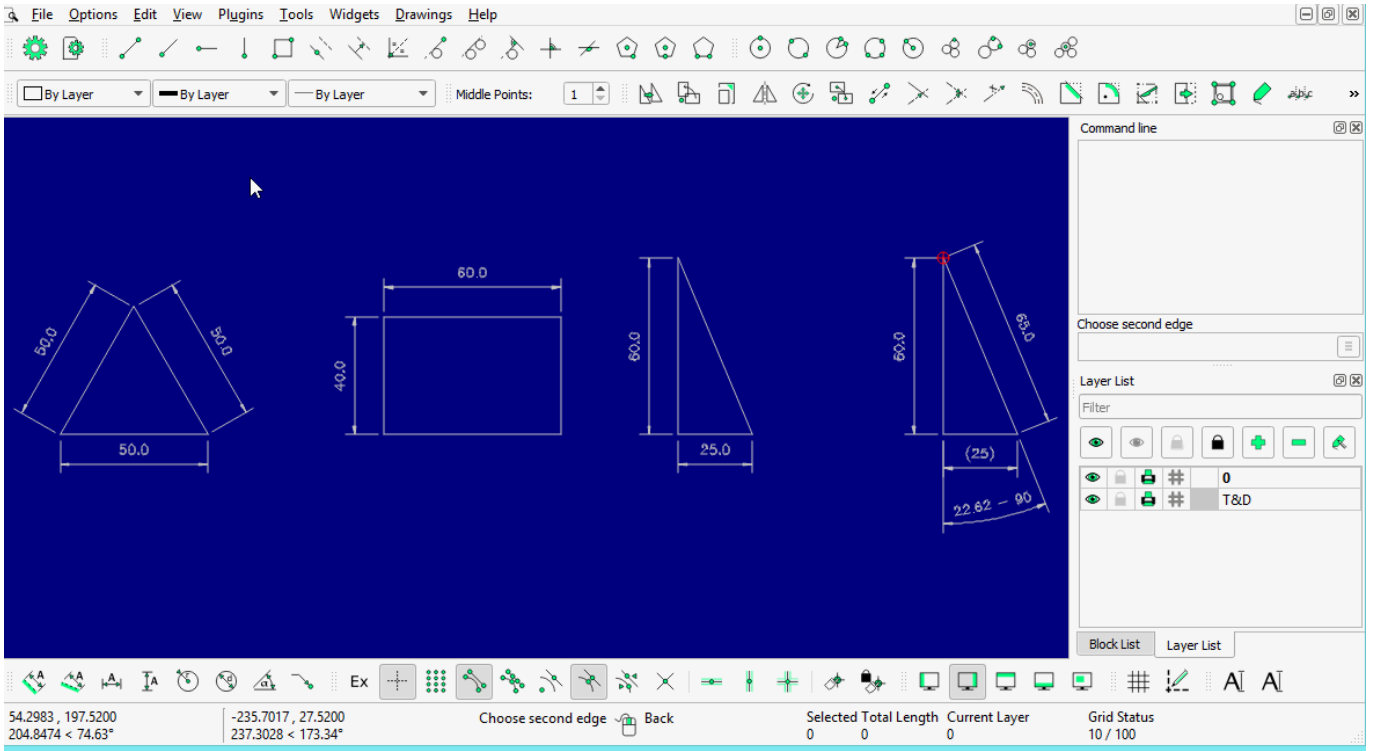 File Options Edit View Plugins Tools Widgets Drawings Help
By Layer By Layer By Layer Middle Points: 1 »
Command line
60.0
50.0 50.0 40.0 60.0 60.0 65.0
Choose second edge
Layer List
Filter
50.0 25.0 (25)
0
22.62 - 90
T&D
Block List Layer List
Ex
54.2983 , 197.5200 -235.7017 , 27.5200 Choose second edge Back Selected Total Length Current Layer Grid Status
204.8474 < 74.63° 237.3028 < 173.34° 0 0 0 10 / 100